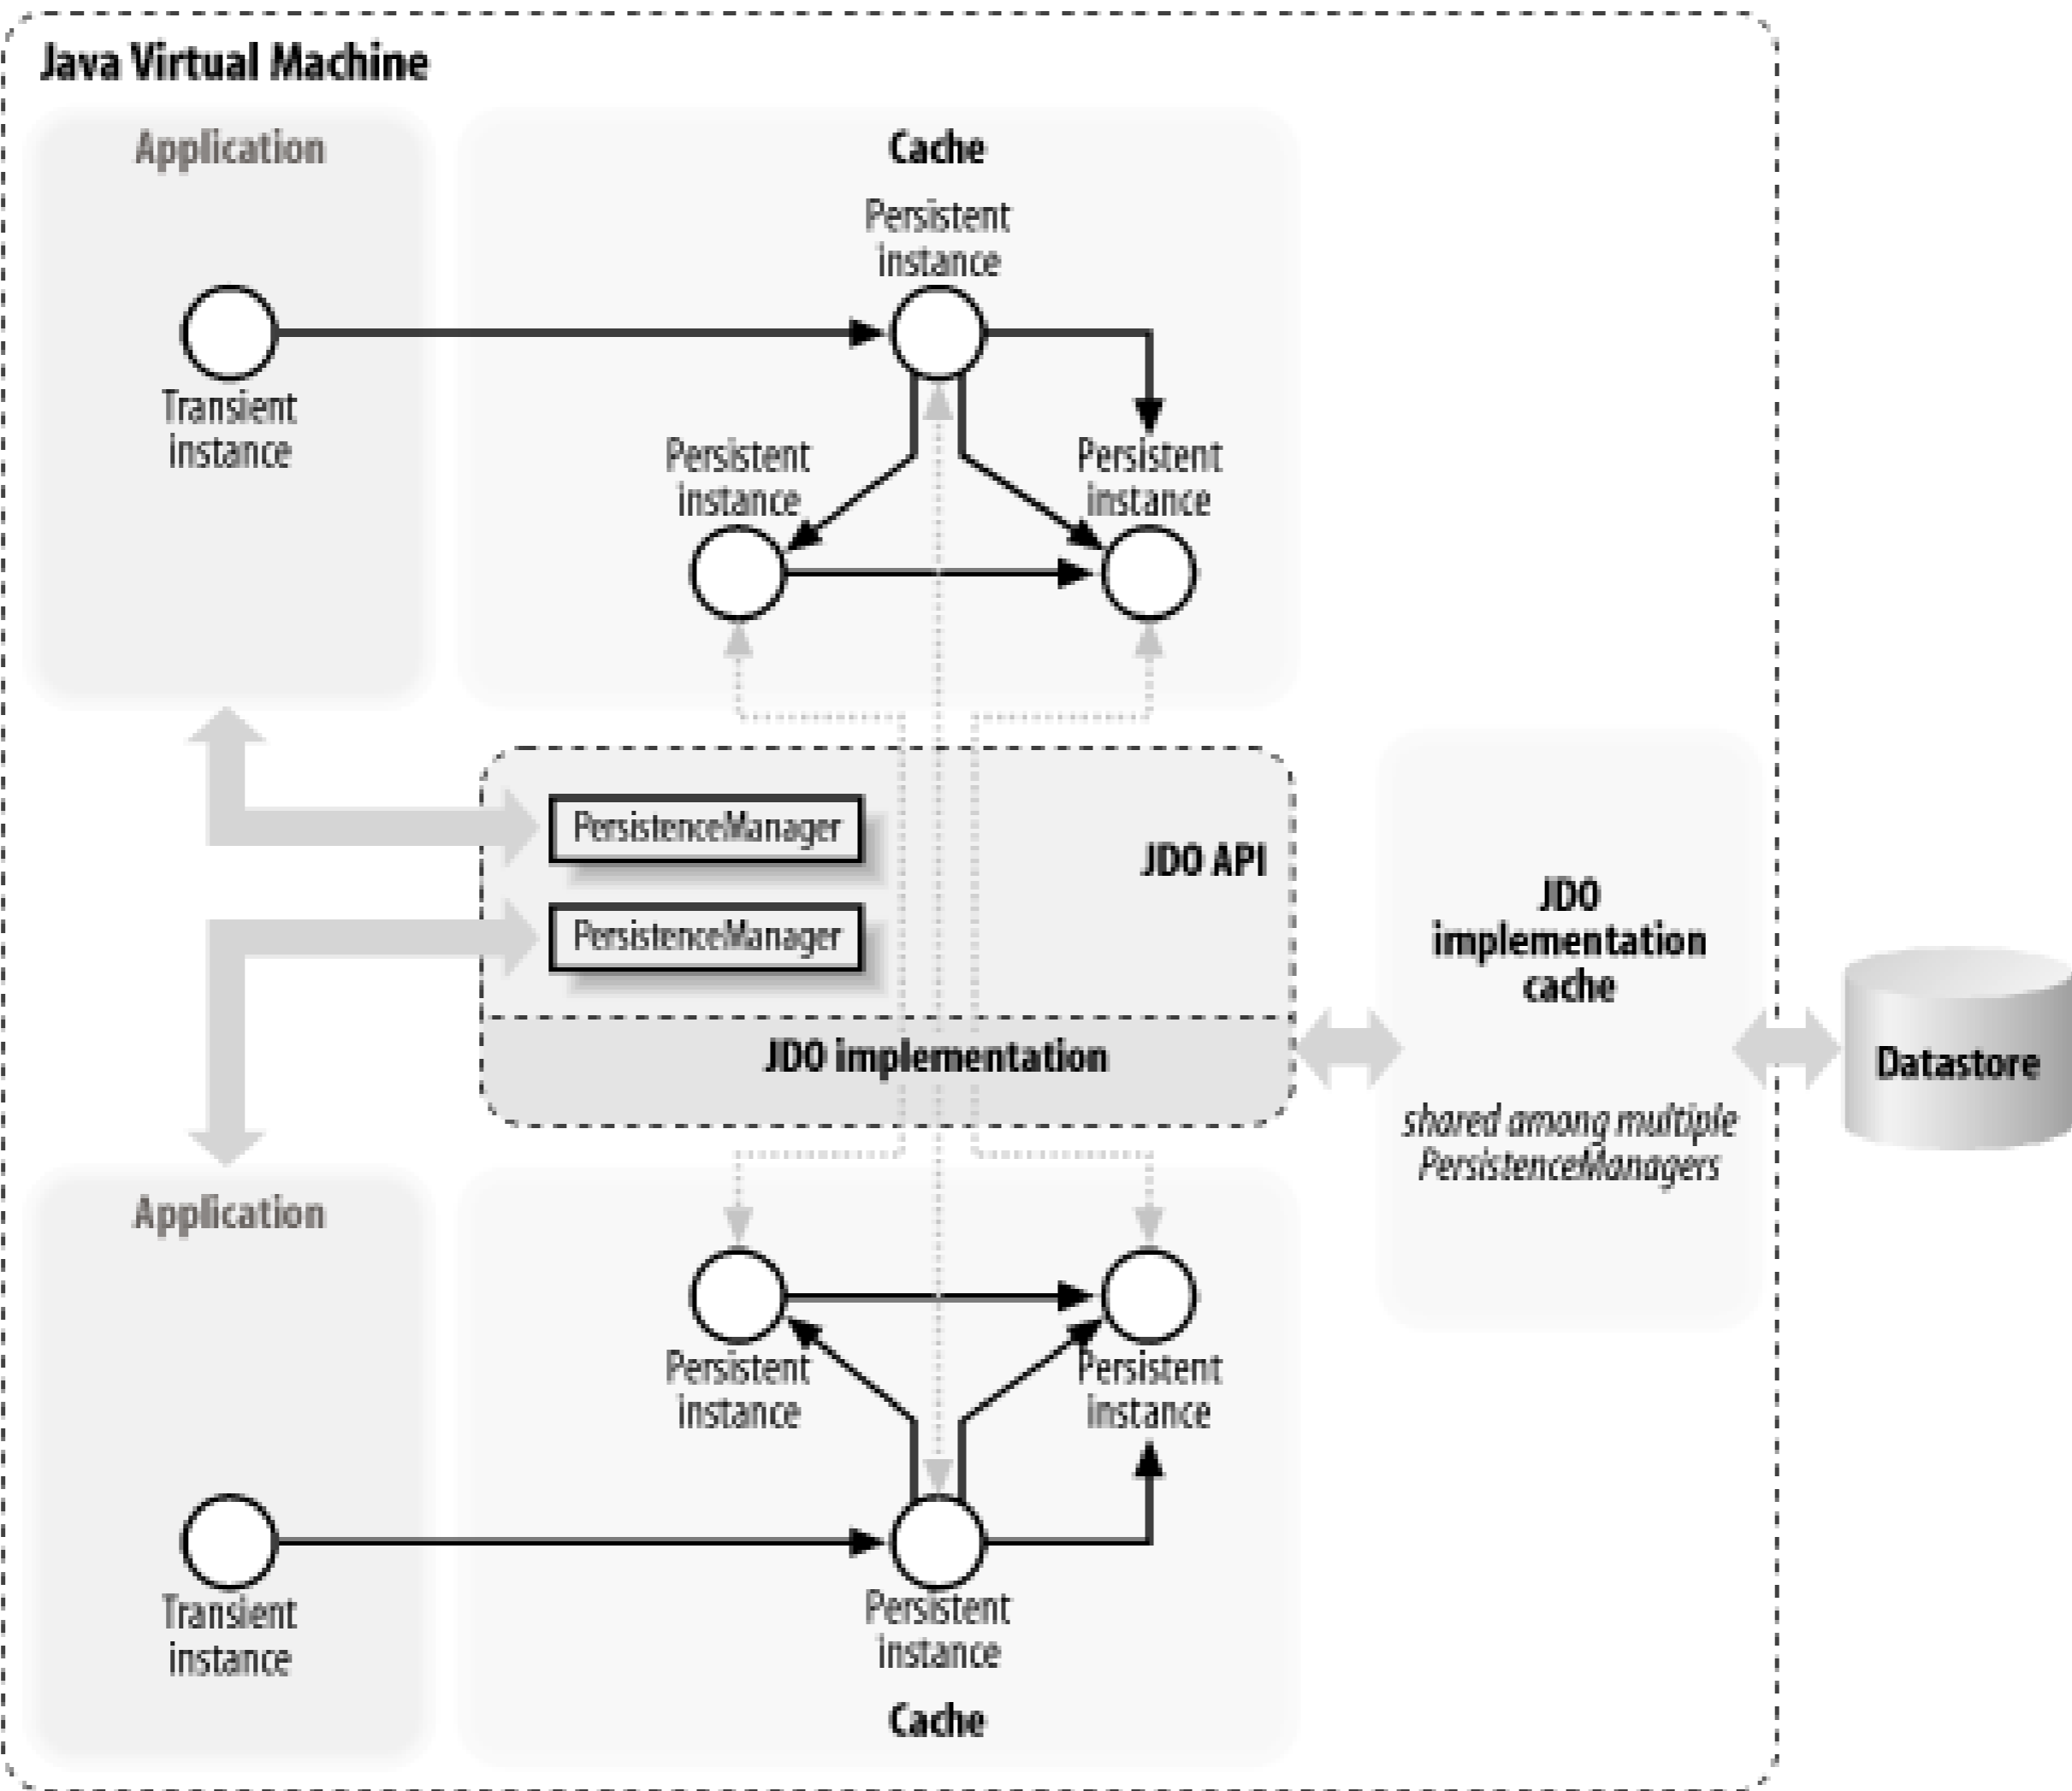 Java Virtual Machine
Application
Cache
Persistent
instance
Transient
instance
Persistent
instance
Persistent
instance
PersistenceManager
JDO API
PersistenceManager
JDO implementation
JDO
implementation
cache
shared among multiple
PersistenceManagers
Datastore
Application
Persistent
instance
Persistent
instance
Transient
instance
Persistent
instance
Cache